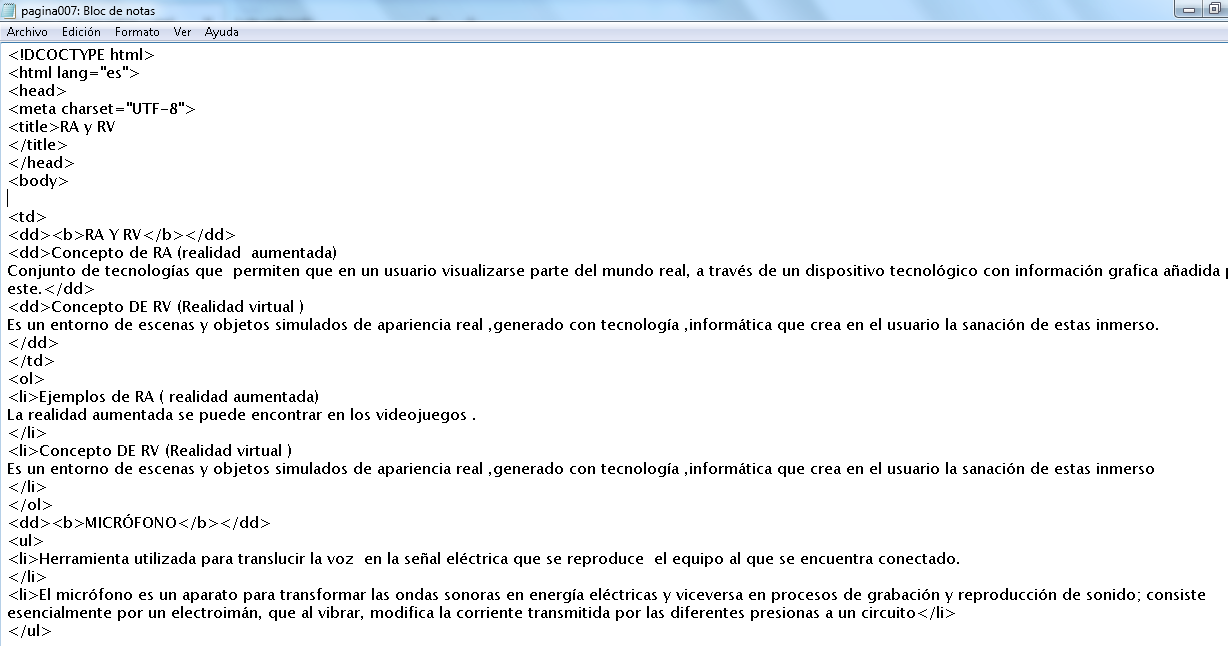 pagina007: Bloc de notas
Archivo Edición Formato Ver Ayuda
<!DCOCTYPE html>
<html lang="es">
<head>
<meta charset="UTF-8">
<title>RA y RV
</title>
</head>
<body>
<td>
<dd><b>RA Y RV</b></dd>
<dd>Concepto de RA (realidad  aumentada)
Conjunto de tecnologías que  permiten que en un usuario visualizarse parte del mundo real, a través de un dispositivo tecnológico con información grafica añadida
este.</dd>
<dd>Concepto DE RV (Realidad virtual )
Es un entorno de escenas y objetos simulados de apariencia real ,generado con tecnología ,informática que crea en el usuario la sanación de estas inmerso.
</dd>
</td>
<ol>
<li>Ejemplos de RA ( realidad aumentada)
La realidad aumentada se puede encontrar en los videojuegos .
</li>
<li>Concepto DE RV (Realidad virtual )
Es un entorno de escenas y objetos simulados de apariencia real ,generado con tecnología ,informática que crea en el usuario la sanación de estas inmerso
</li>
</ol>
<dd><b>MICRÓFONO</b></dd>
<ul>
<li>Herramienta utilizada para translucir la voz  en la señal eléctrica que se reproduce  el equipo al que se encuentra conectado.
</li>
<li>El micrófono es un aparato para transformar las ondas sonoras en energía eléctricas y viceversa en procesos de grabación y reproducción de sonido; consiste
esencialmente por un electroimán, que al vibrar, modifica la corriente transmitida por las diferentes presionas a un circuito</li>
</ul>